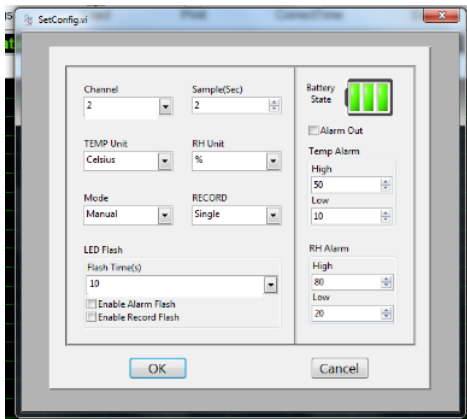 SetConfig.vi
Print
CorrectTime
Channel
2
Sample(Sec)
2
TEMP Unit
Celsius
RH Unit
%
Mode
Manual
RECORD
Single
LED Flash
Flash Time(s)
10
Enable Alarm Flash
Enable Record Flash
Battery
State
Alarm Out
Temp Alarm
High
50
Low
10
RH Alarm
High
80
Low
20
OK
Cancel